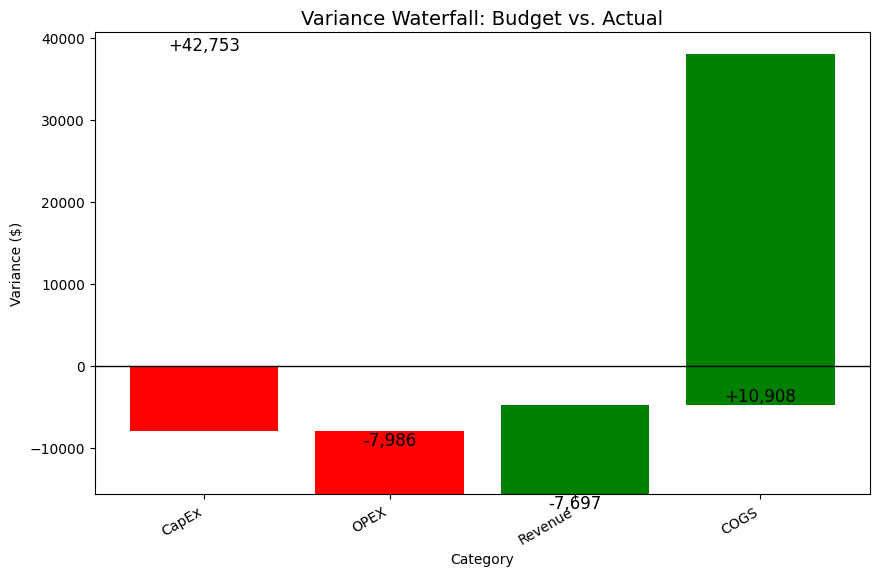 Variance Waterfall: Budget vs. Actual
40000
+42,753
30000
20000
10000
0
−10000
+10,908
-7,986
-7,697
Variance ($)
CapEx
OPEX
Revenue
COGS
Category